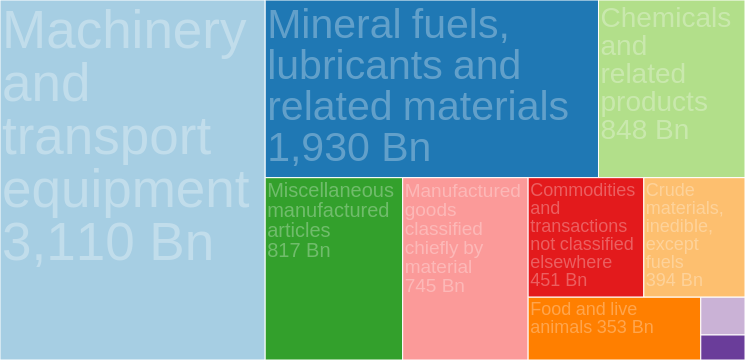 Machinery
and
transport
equipment
3,110 Bn
Mineral fuels,
lubricants and
related materials
1,930 Bn
Chemicals
and
related
products
848 Bn
Miscellaneous
manufactured
articles
817 Bn
Manufactured
goods
classified
chiefly by
material
745 Bn
Commodities
and
transactions
not classified
elsewhere
451 Bn
Crude
materials,
inedible,
except
fuels
394 Bn
Food and live
animals 353 Bn